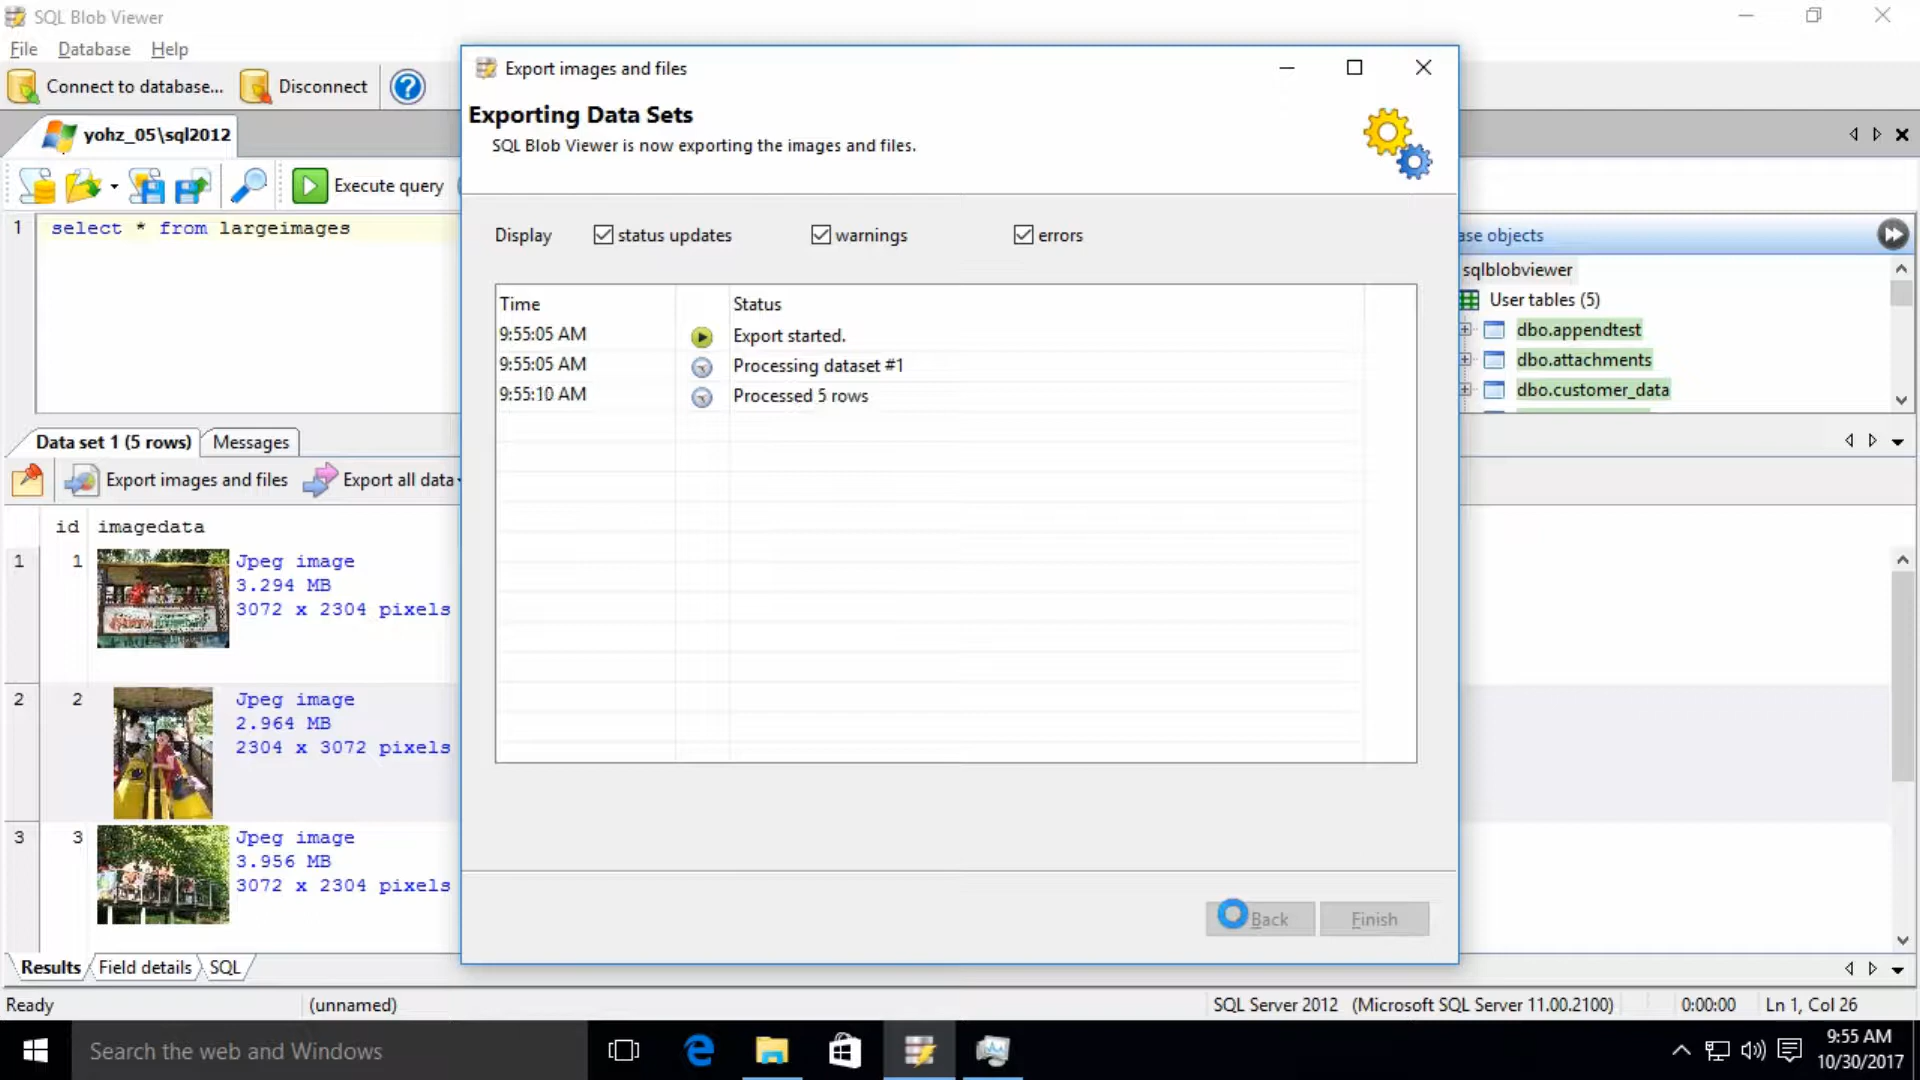 SQL Blob Viewer
File Database Help
Connect to database... Disconnect
yohz_05\sql2012
Execute query
1 select * from largeimages
Data set 1 (5 rows) Messages
Export images and files Export all data
id imagedata
1 1 Jpeg image
3.294 MB
3072 x 2304 pixels
2 2 Jpeg image
2.964 MB
2304 x 3072 pixels
3 3 Jpeg image
3.956 MB
3072 x 2304 pixels
Results Field details SQL
Export images and files
Exporting Data Sets
SQL Blob Viewer is now exporting the images and files.
Display status updates warnings errors
Time Status
9:55:05 AM Export started.
9:55:05 AM Processing dataset #1
9:55:10 AM Processed 5 rows
Back Finish
ase objects
sqlblobviewer
User tables (5)
dbo.appendtest
dbo.attachments
dbo.customer_data
Ready (unnamed) SQL Server 2012 (Microsoft SQL Server 11.00.2100) 0:00:00 Ln 1, Col 26
Search the web and Windows
9:55 AM
10/30/2017